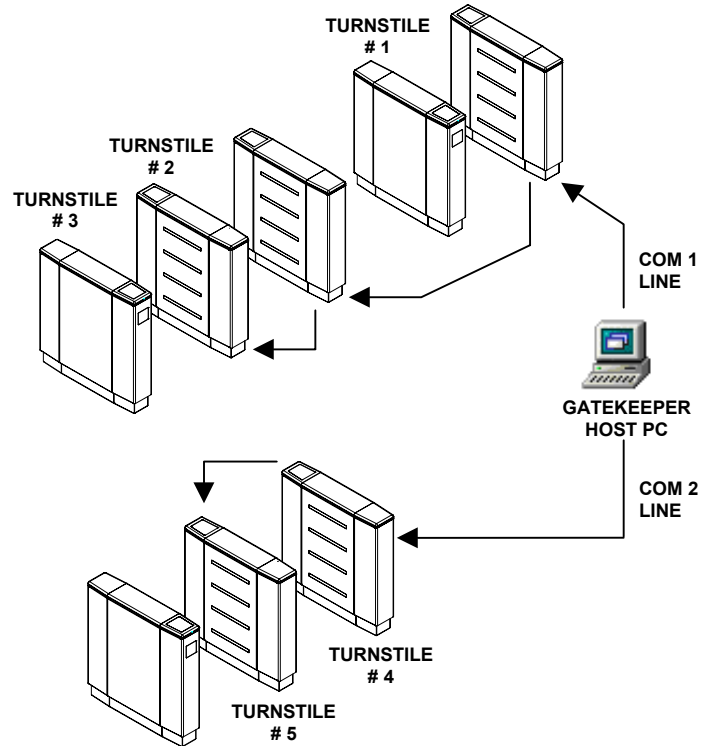 TURNSTILE
# 1
TURNSTILE
# 2
TURNSTILE
# 3
COM 1
LINE
GATEKEEPER
HOST PC
COM 2
LINE
TURNSTILE
# 4
TURNSTILE
# 5